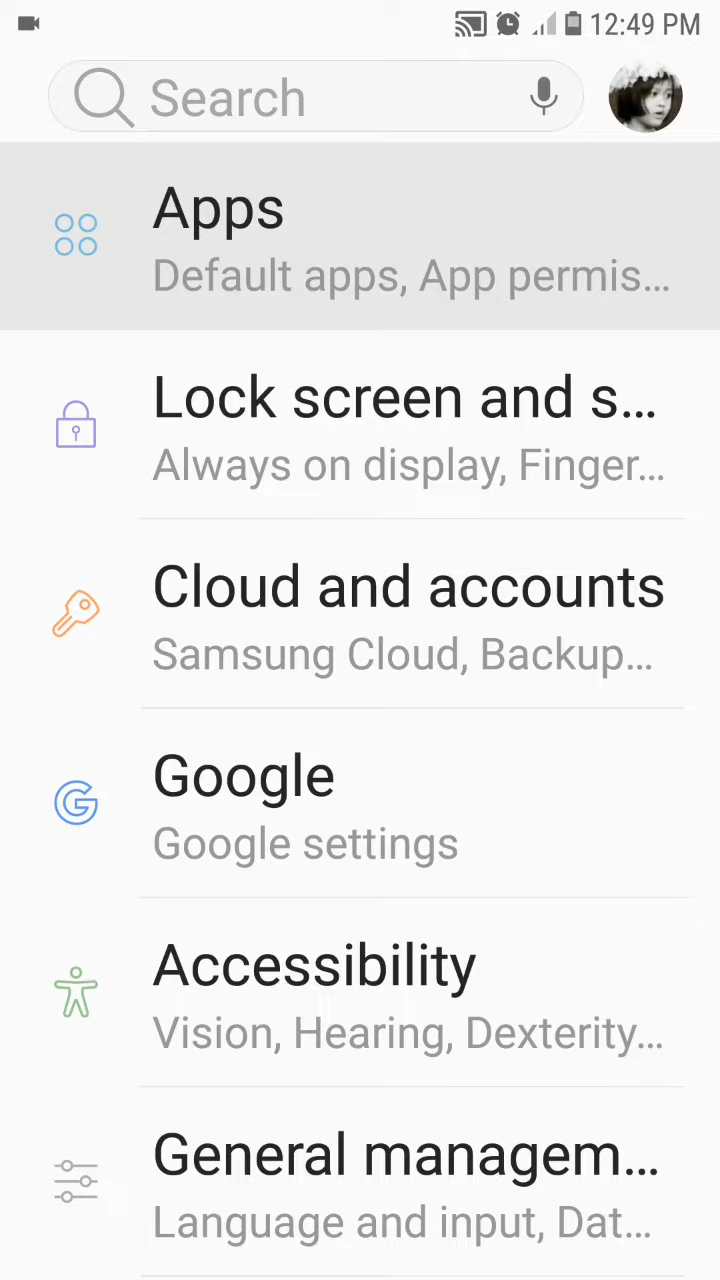 12:49 PM
Search
Apps
Default apps, App permis...
Lock screen and s...
Always on display, Finger...
Cloud and accounts
Samsung Cloud, Backup...
Google
Google settings
Accessibility
Vision, Hearing, Dexterity...
General managem...
Language and input, Dat...